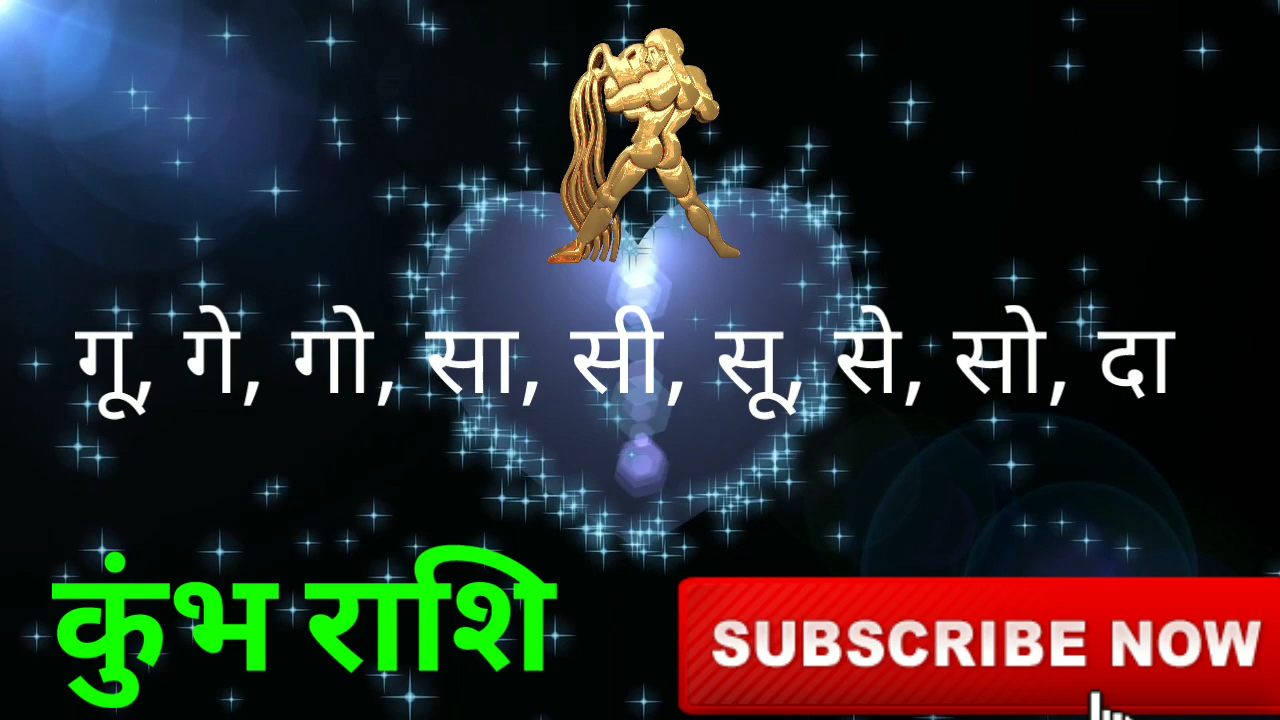 गू, गे, गो, सा, सी, सू, से, सो, दा
कुंभ राशि
SUBSCRIBE NOW